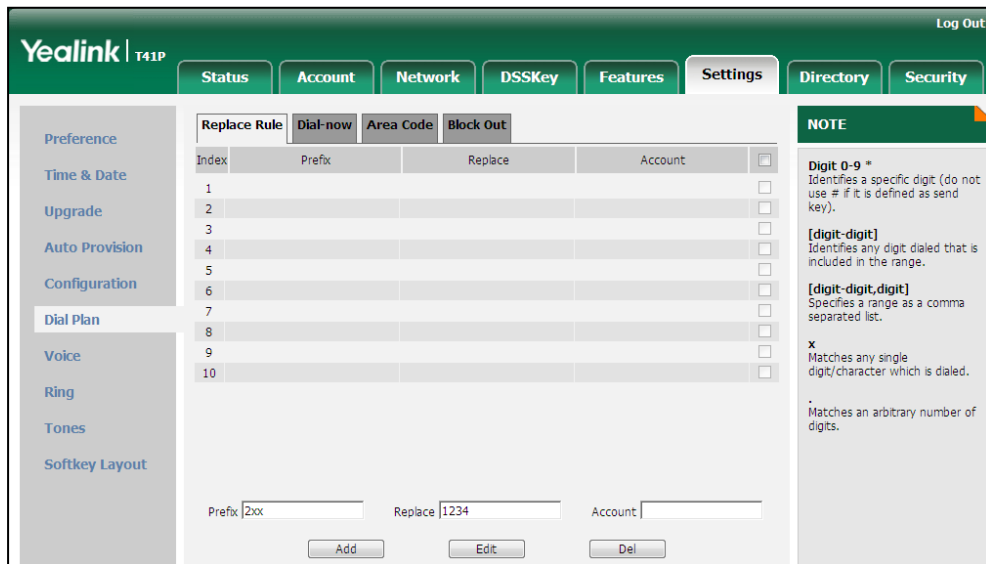 Log Out
Yealink T41P
Status Account Network DSSKey Features Settings Directory Security
Preference
Time & Date
Upgrade
Auto Provision
Configuration
Dial Plan
Voice
Ring
Tones
Softkey Layout
Replace Rule Dial-now Area Code Block Out
Index Prefix Replace Account
1
2
3
4
5
6
7
8
9
10
Prefix 2xx Replace 1234 Account
Add Edit Del
NOTE
Digit 0-9 *
Identifies a specific digit (do not
use # if it is defined as send
key).
[digit-digit]
Identifies any digit dialed that is
included in the range.
[digit-digit,digit]
Specifies a range as a comma
separated list.
x
Matches any single
digit/character which is dialed.
.
Matches an arbitrary number of
digits.